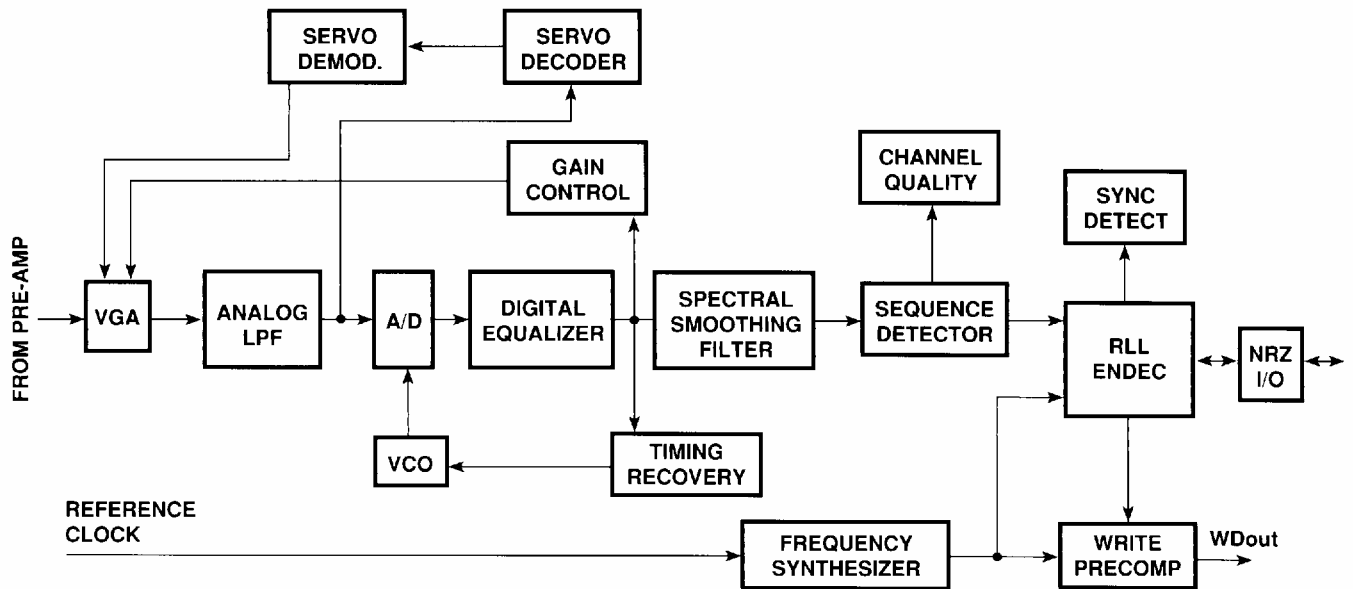 SERVO
DEMOD.
SERVO
DECODER
GAIN
CONTROL
CHANNEL
QUALITY
SYNC
DETECT
FROM PRE-AMP
VGA
ANALOG
LPF
A/D
DIGITAL
EQUALIZER
SPECTRAL
SMOOTHING
FILTER
SEQUENCE
DETECTOR
RLL
ENDEC
NRZ
I/O
VCO
TIMING
RECOVERY
REFERENCE
CLOCK
FREQUENCY
SYNTHESIZER
WRITE
PRECOMP
WDout